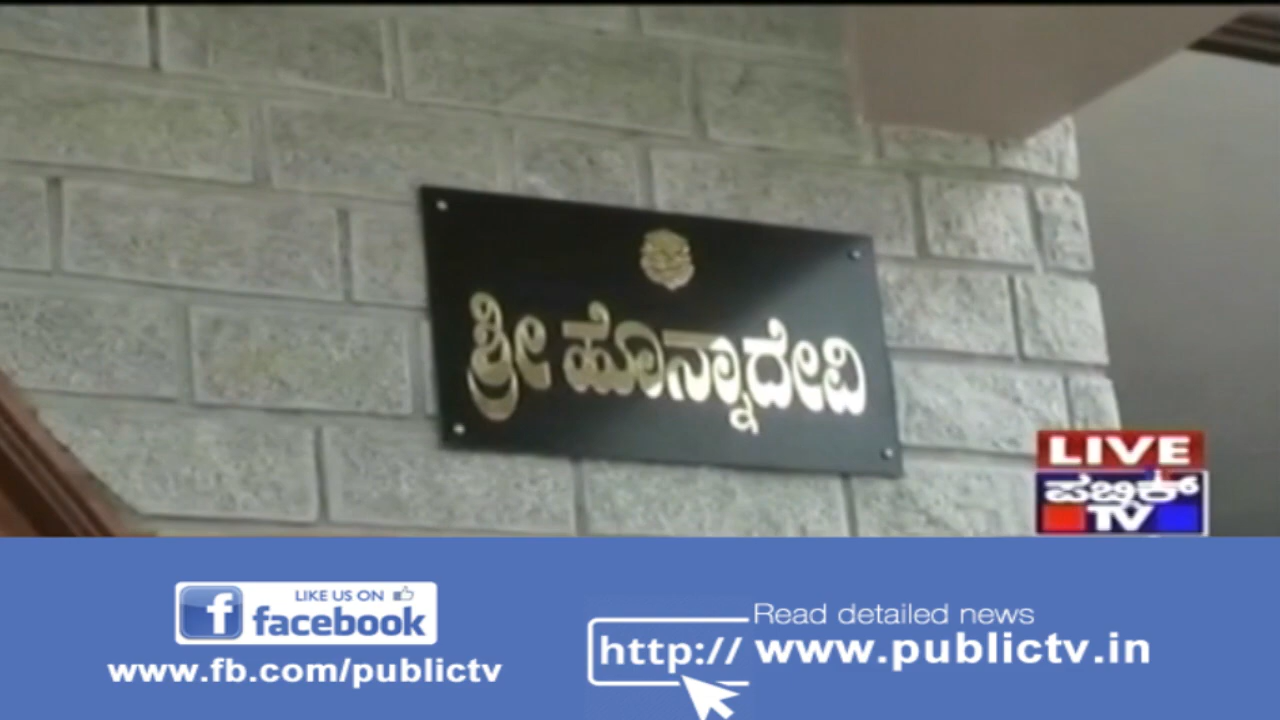 ಶ್ರೀ ಹೊನ್ನಾದೇವಿ
LIVE
ಪಬ್ಲಿಕ್
TV
LIKE US ON
facebook
www.fb.com/publictv
Read detailed news
http:// www.publictv.in